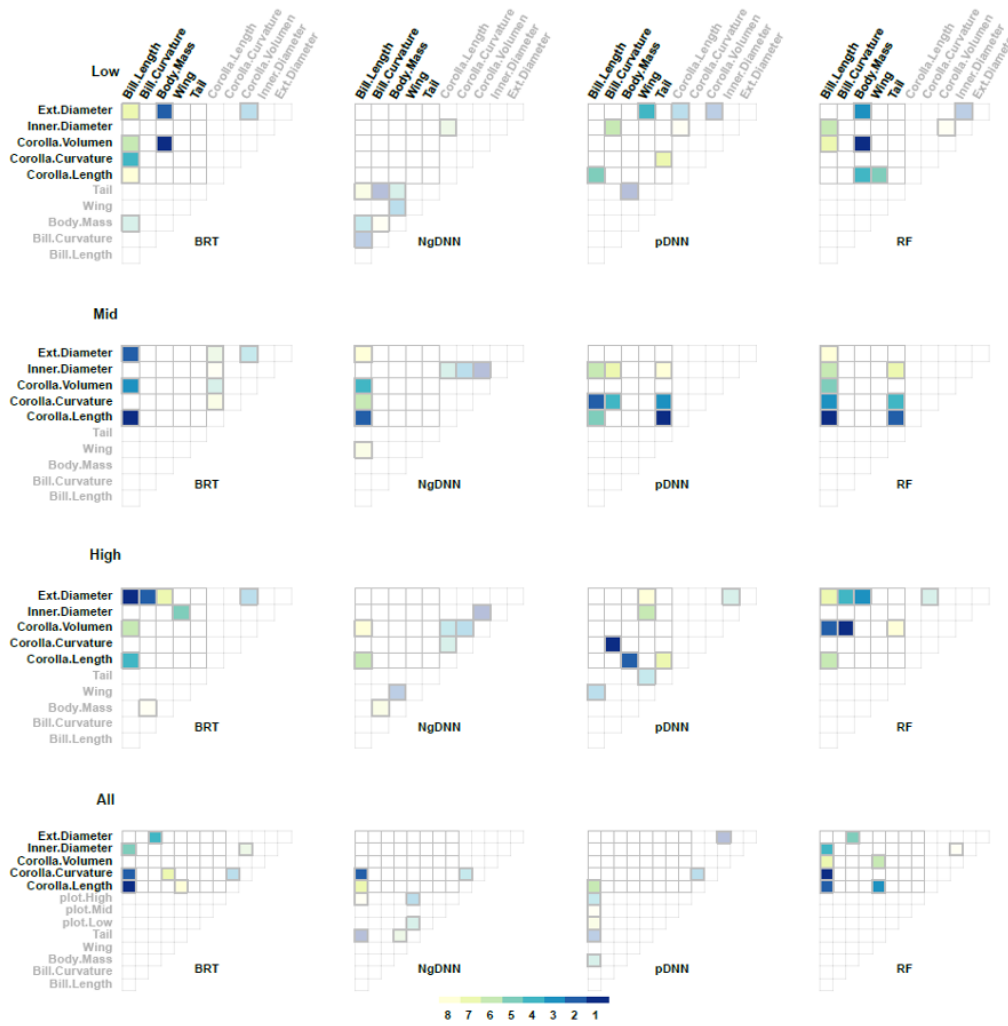 Low
Bill.Length
Bill.Curvature
Body.Mass
Wing
Tail
Corolla.Length
Corolla.Curvature
Corolla.Volumen
Inner.Diameter
Ext.Diameter
Bill.Length
Bill.Curvature
Body.Mass
Wing
Tail
Corolla.Length
Corolla.Curvature
Corolla.Volumen
Inner.Diameter
Ext.Diameter
Bill.Length
Bill.Curvature
Body.Mass
Wing
Tail
Corolla.Length
Corolla.Curvature
Corolla.Volumen
Inner.Diameter
Ext.Diameter
Bill.Length
Bill.Curvature
Body.Mass
Wing
Tail
Corolla.Length
Corolla.Curvature
Corolla.Volumen
Inner.Diameter
Ext.Diameter
Ext.Diameter
Inner.Diameter
Corolla.Volumen
Corolla.Curvature
Corolla.Length
Tail
Wing
Body.Mass
Bill.Curvature
Bill.Length
BRT NgDNN pDNN RF
Mid
Ext.Diameter
Inner.Diameter
Corolla.Volumen
Corolla.Curvature
Corolla.Length
Tail
Wing
Body.Mass
Bill.Curvature
Bill.Length
BRT NgDNN pDNN RF
High
Ext.Diameter
Inner.Diameter
Corolla.Volumen
Corolla.Curvature
Corolla.Length
Tail
Wing
Body.Mass
Bill.Curvature
Bill.Length
BRT NgDNN pDNN RF
All
Ext.Diameter
Inner.Diameter
Corolla.Volumen
Corolla.Curvature
Corolla.Length
plot.High
plot.Mid
plot.Low
Tail
Wing
Body.Mass
Bill.Curvature
Bill.Length
BRT NgDNN pDNN RF
8 7 6 5 4 3 2 1